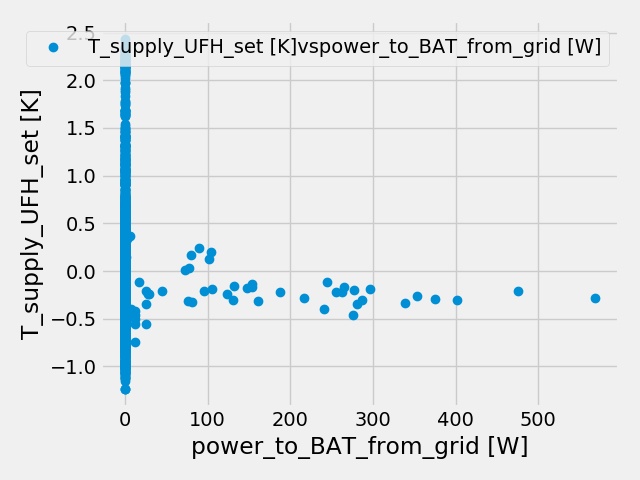 2.5
T_supply_UFH_set [K]vspower_to_BAT_from_grid [W]
2.0
1.5
1.0
0.5
0.0
−0.5
−1.0
T_supply_UFH_set [K]
0 100 200 300 400 500
power_to_BAT_from_grid [W]